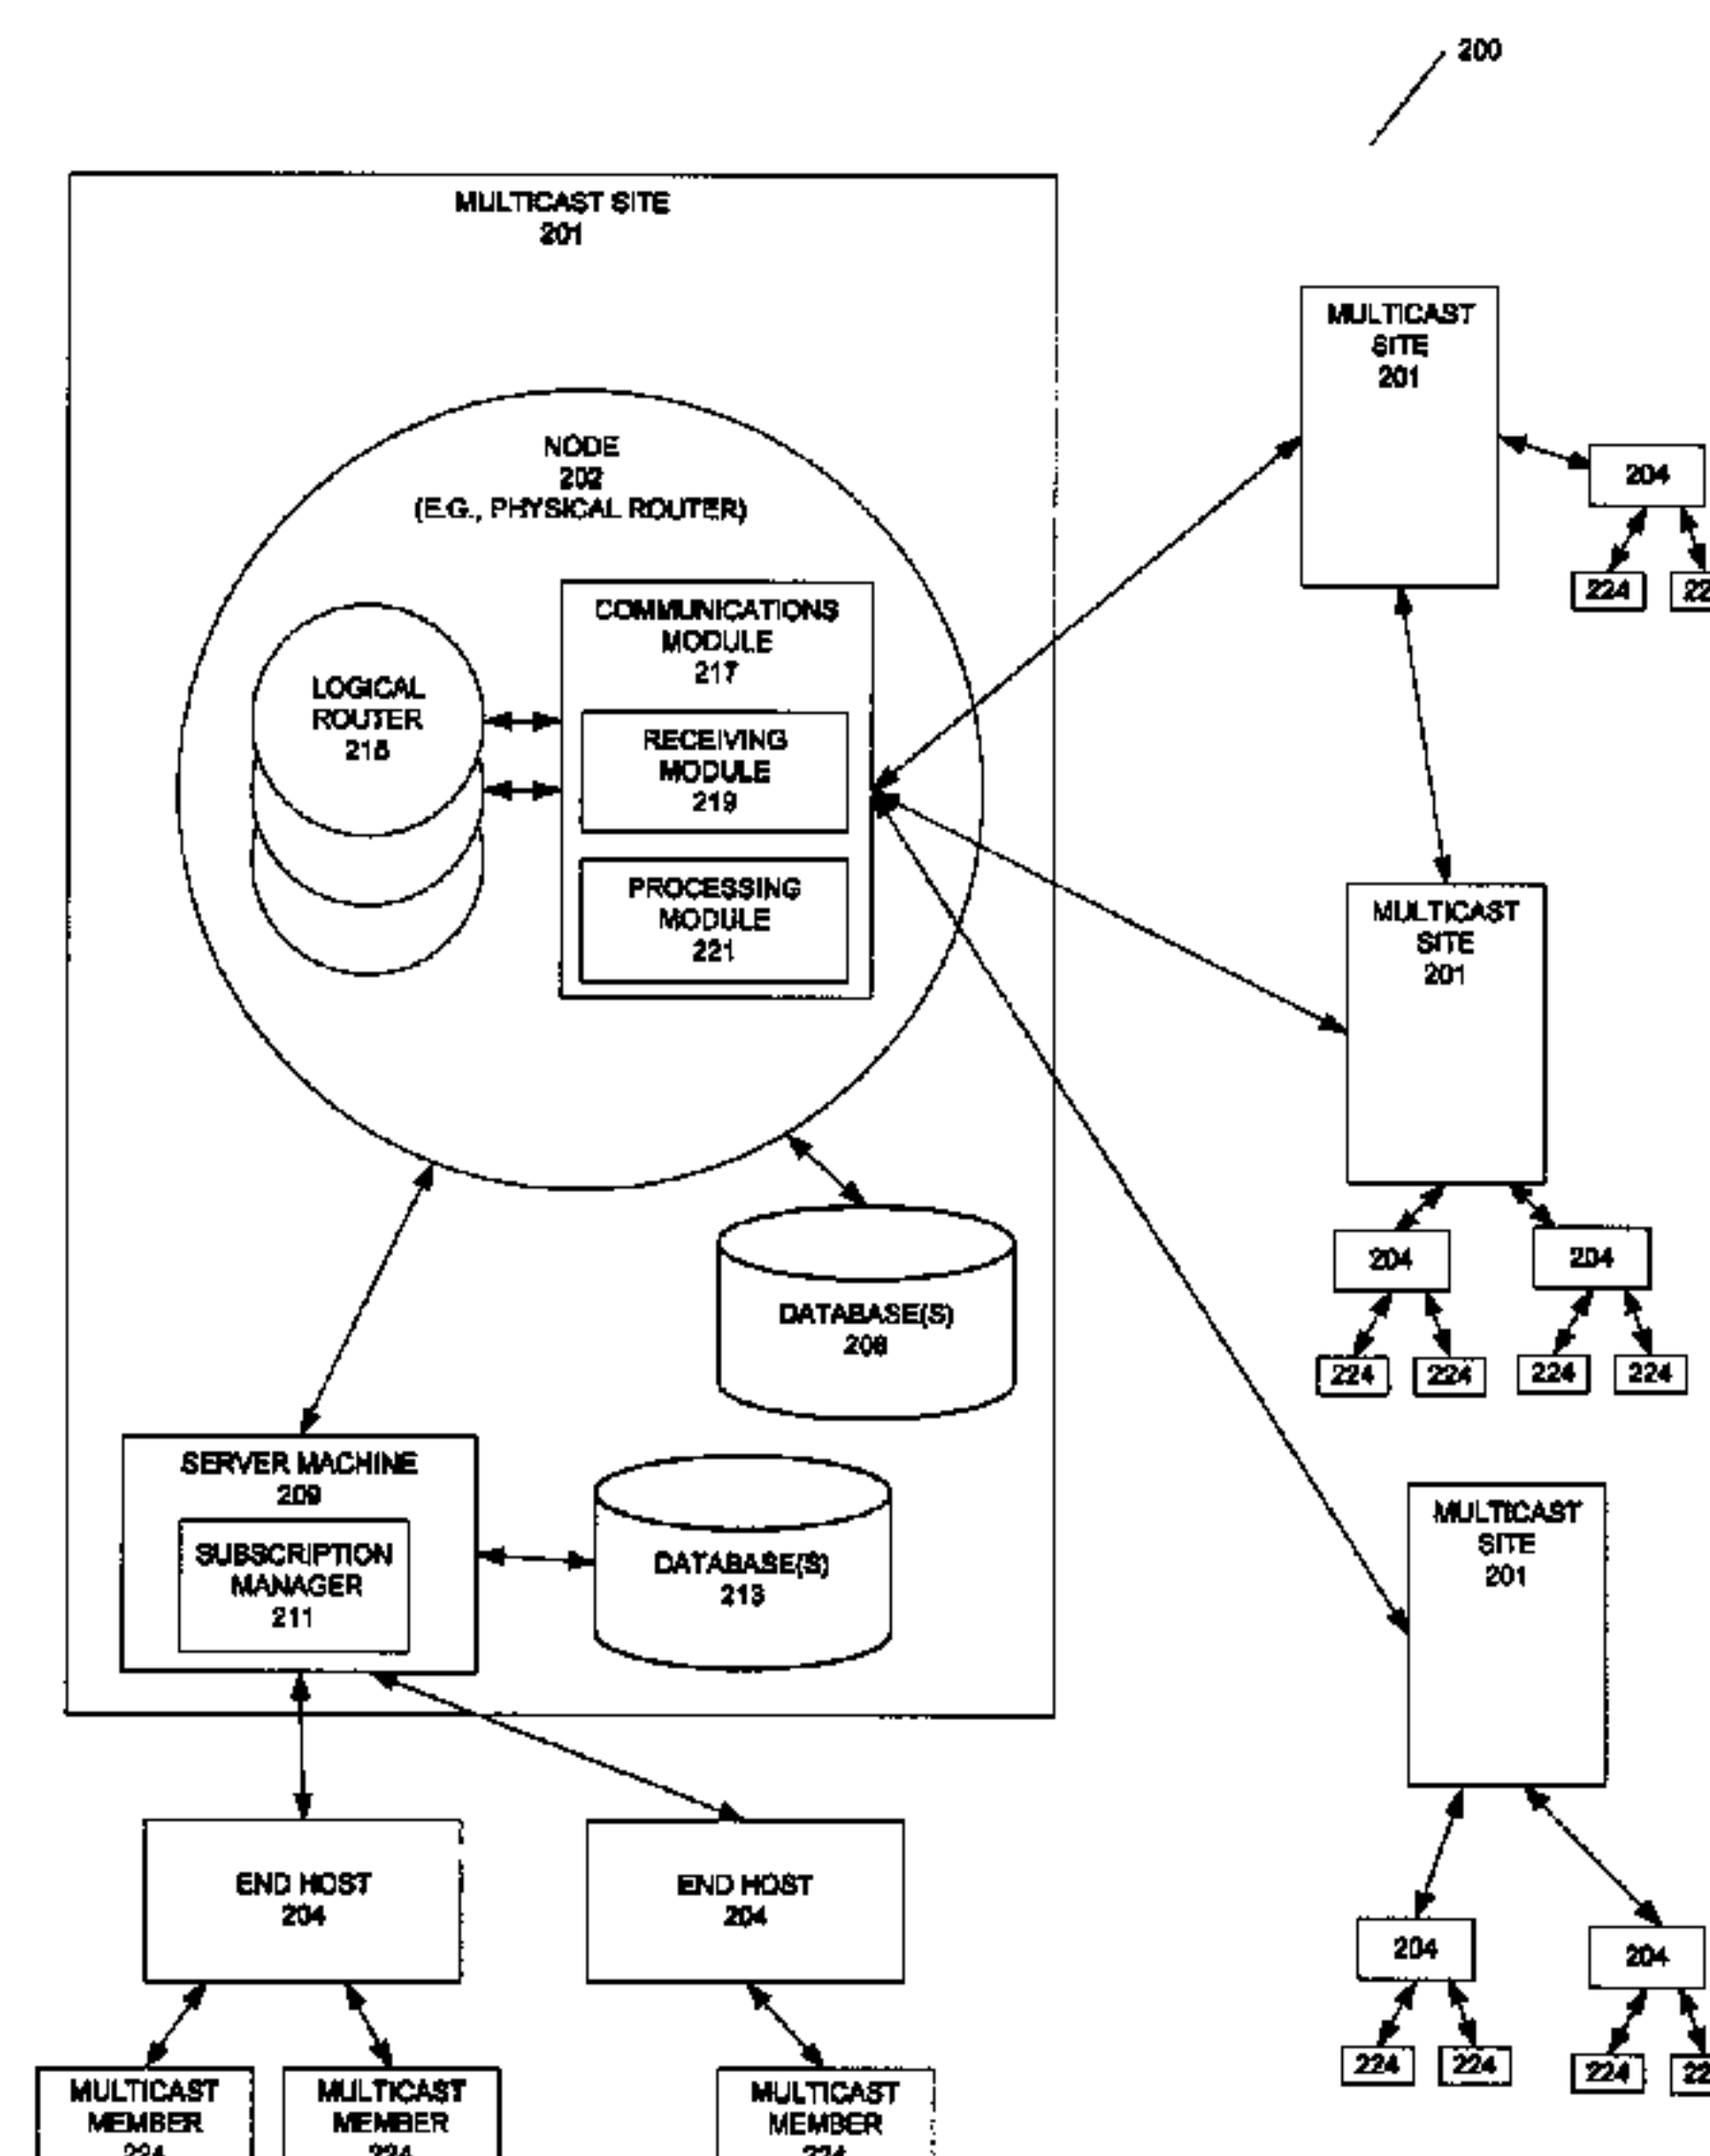 200
MULTICAST SITE
201
NODE
202
(E.G., PHYSICAL ROUTER)
LOGICAL
ROUTER
COMMUNICATIONS
MODULE
217
RECEIVING
MODULE
219
PROCESSING
MODULE
221
DATABASE(S)
SERVER MACHINE
209
SUBSCRIPTION
MANAGER
211
DATABASE(S)
213
END HOST
204
END HOST
204
MULTICAST
MEMBER
224
MULTICAST
MEMBER
224
MULTICAST
MEMBER
224
MULTICAST
SITE
201
204
224
MULTICAST
SITE
201
204
204
224
224
224
224
MULTICAST
SITE
201
204
204
224
224
224